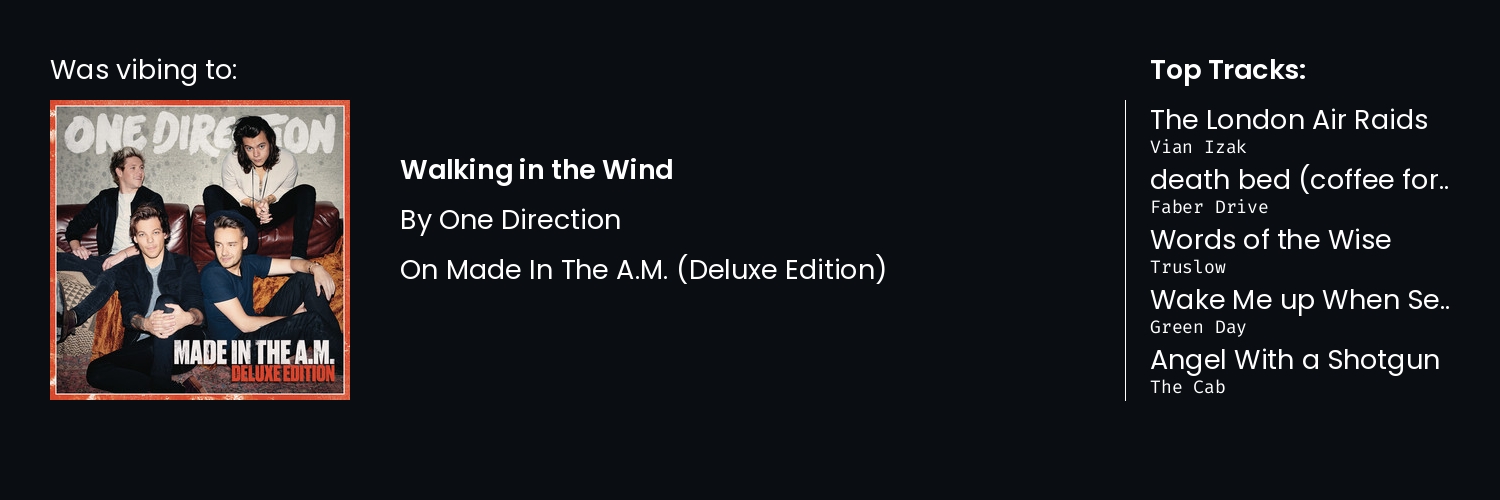 Was vibing to:
ONE DIRECTION
MADE IN THE A.M.
DELUXE EDITION
Walking in the Wind
By One Direction
On Made In The A.M. (Deluxe Edition)
Top Tracks:
The London Air Raids
Vian Izak
death bed (coffee for..
Faber Drive
Words of the Wise
Truslow
Wake Me up When Se..
Green Day
Angel With a Shotgun
The Cab